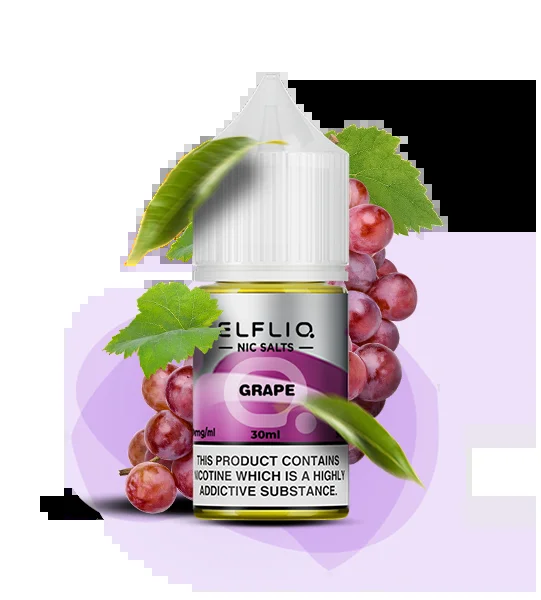 ELFLIQ
NIC SALTS
GRAPE
mg/ml 30ml
THIS PRODUCT CONTAINS
NICOTINE WHICH IS A HIGHLY
ADDICTIVE SUBSTANCE.